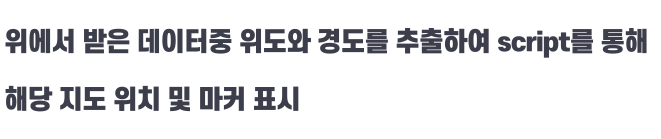 위에서 받은 데이터중 위도와 경도를 추출하여 script를 통해
해당 지도 위치 및 마커 표시